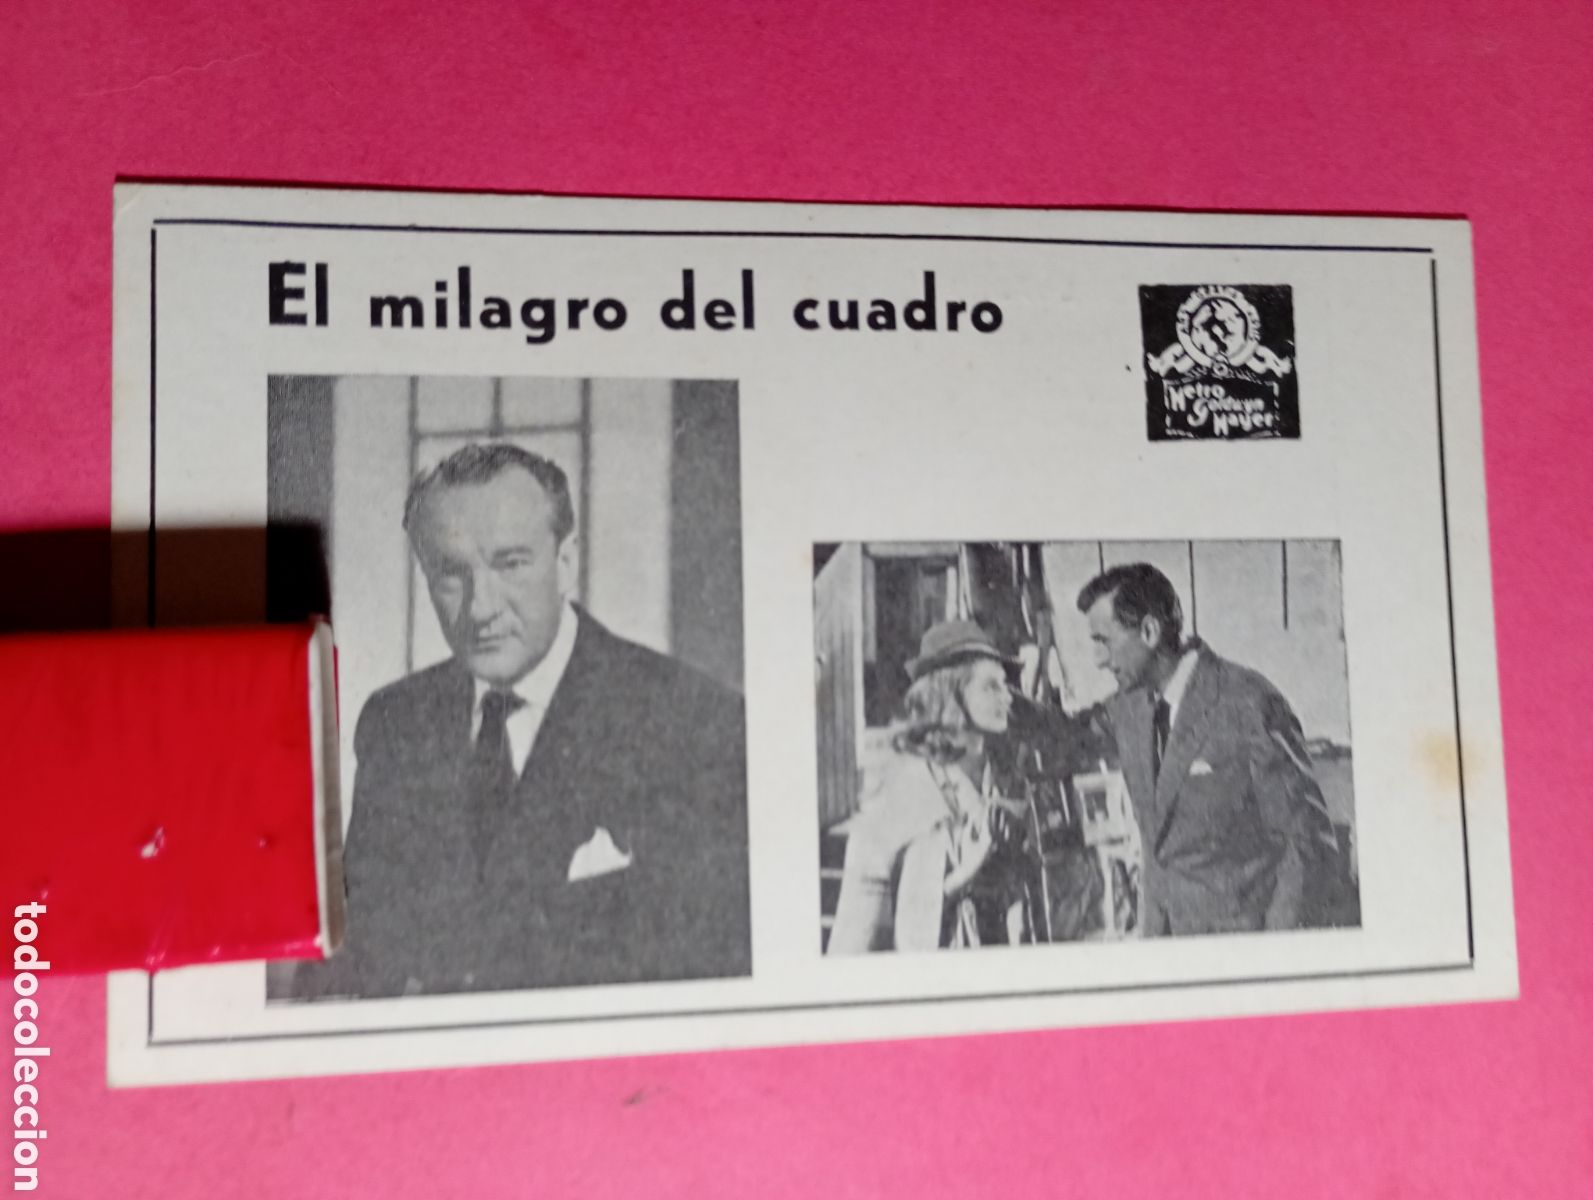 El milagro del cuadro
Metro
Goldwyn
Mayer
todocoleccion